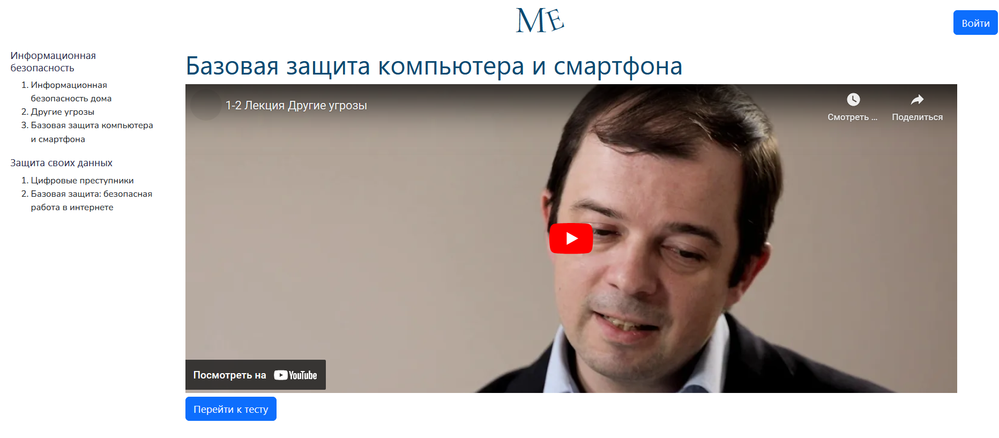 ME
Войти
Информационная
безопасность
1. Информационная
безопасность дома
2. Другие угрозы
3. Базовая защита компьютера
и смартфона
Защита своих данных
1. Цифровые преступники
2. Базовая защита: безопасная
работа в интернете
Базовая защита компьютера и смартфона
1-2 Лекция Другие угрозы
Смотреть ...
Поделиться
Посмотреть на YouTube
Перейти к тесту